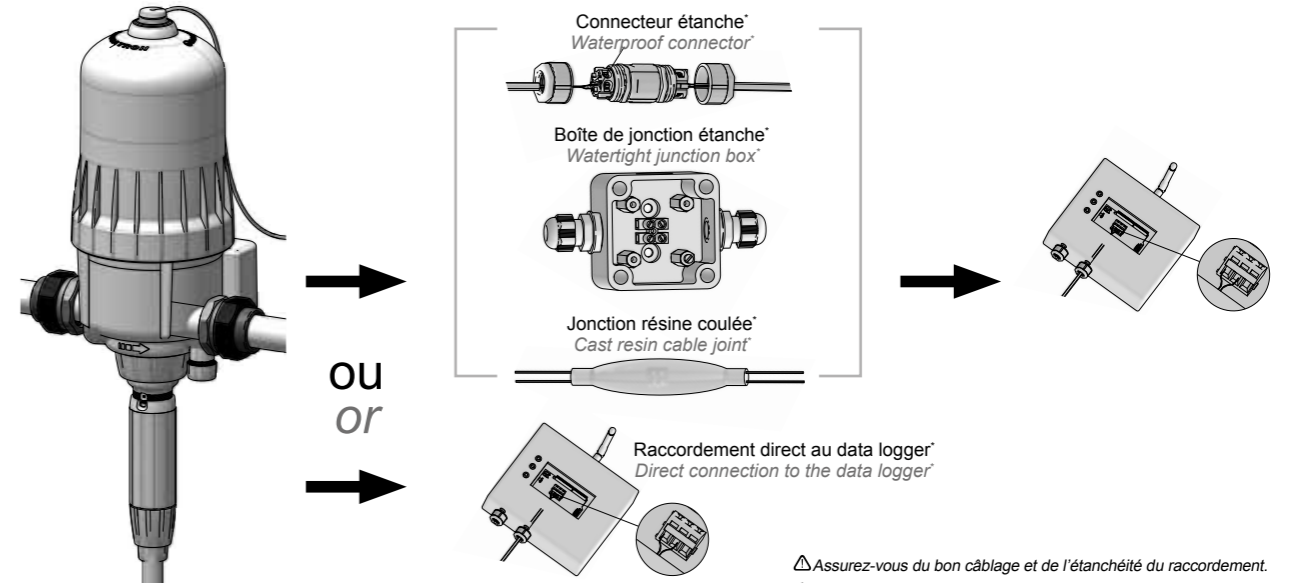 Connecteur étanche*
Waterproof connector*
Boîte de jonction étanche*
Watertight junction box*
Jonction résine coulée*
Cast resin cable joint*
ou
or
Raccordement direct au data logger*
Direct connection to the data logger*
⚠Assurez-vous du bon câblage et de l'étanchéité du raccordement.